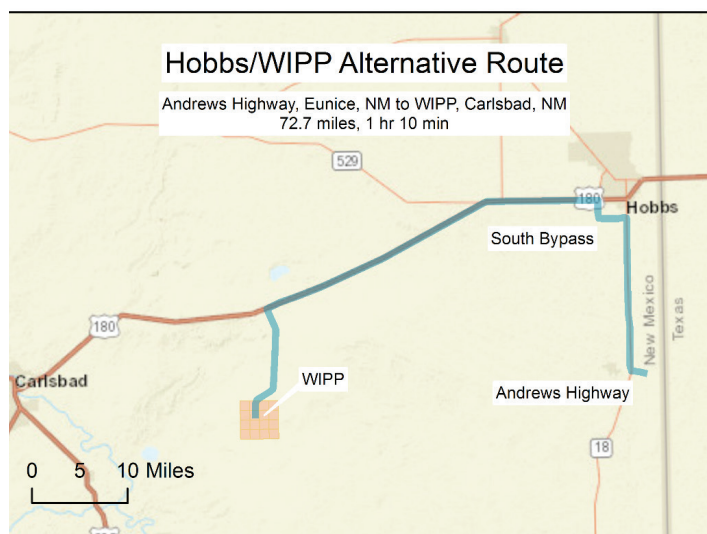 Hobbs/WIPP Alternative Route
Andrews Highway, Eunice, NM to WIPP, Carlsbad, NM
72.7 miles, 1 hr 10 min
529
180
Hobbs
South Bypass
New Mexico
Texas
180
Carlsbad
WIPP
Andrews Highway
18
0 5 10 Miles